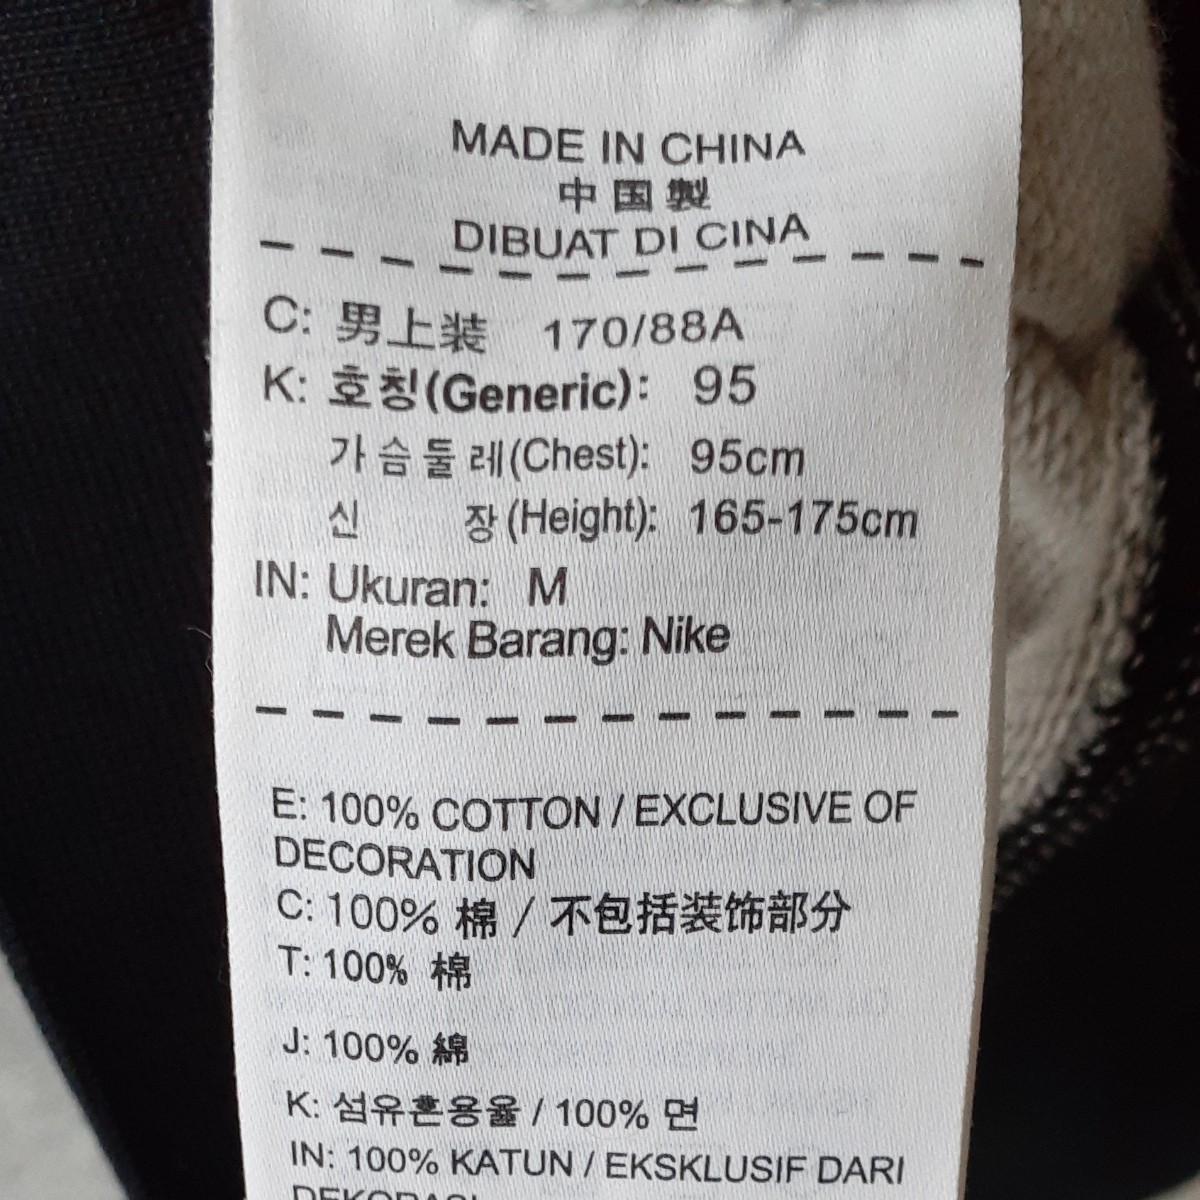 MADE IN CHINA
中国製
DIBUAT DI CINA
C: 男上装 170/88A
K: 호칭(Generic): 95
가슴둘레(Chest): 95cm
신 장(Height): 165-175cm
IN: Ukuran: M
Merek Barang: Nike
E: 100% COTTON / EXCLUSIVE OF
DECORATION
C: 100% 棉 / 不包括装饰部分
T: 100% 棉
J: 100% 綿
K: 섬유혼용율 / 100% 면
IN: 100% KATUN / EKSKLUSIF DARI
DEKORASI